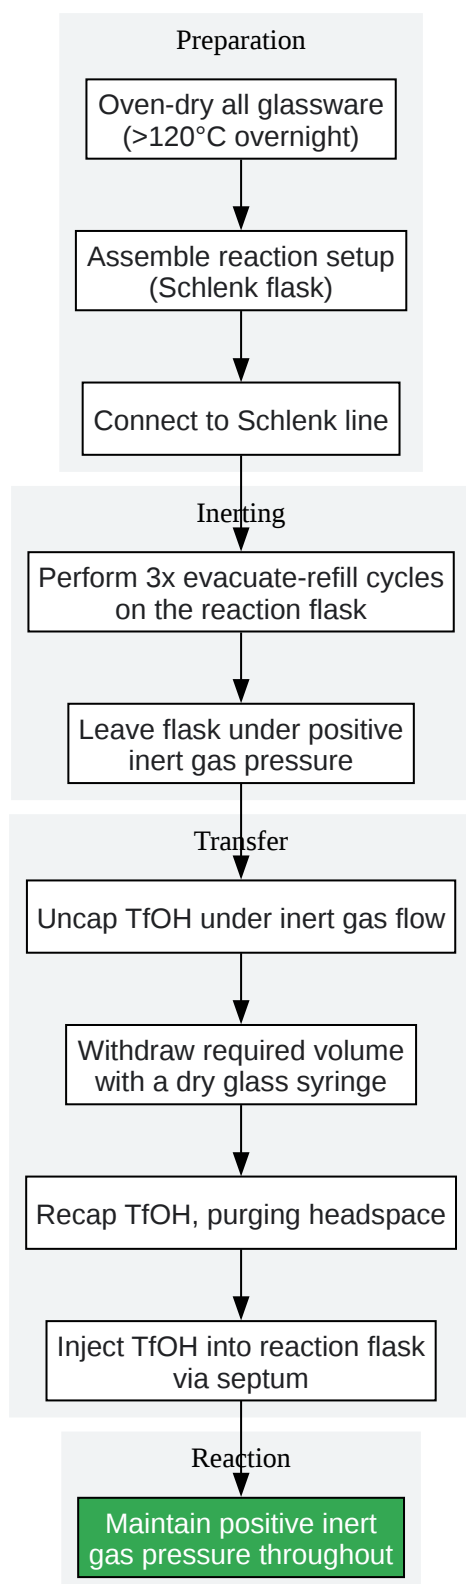 Preparation
Oven-dry all glassware
(>120°C overnight)
Assemble reaction setup
(Schlenk flask)
Connect to Schlenk line
Inerting
Perform 3x evacuate-refill cycles
on the reaction flask
Leave flask under positive
inert gas pressure
Transfer
Uncap TfOH under inert gas flow
Withdraw required volume
with a dry glass syringe
Recap TfOH, purging headspace
Inject TfOH into reaction flask
via septum
Reaction
Maintain positive inert
gas pressure throughout